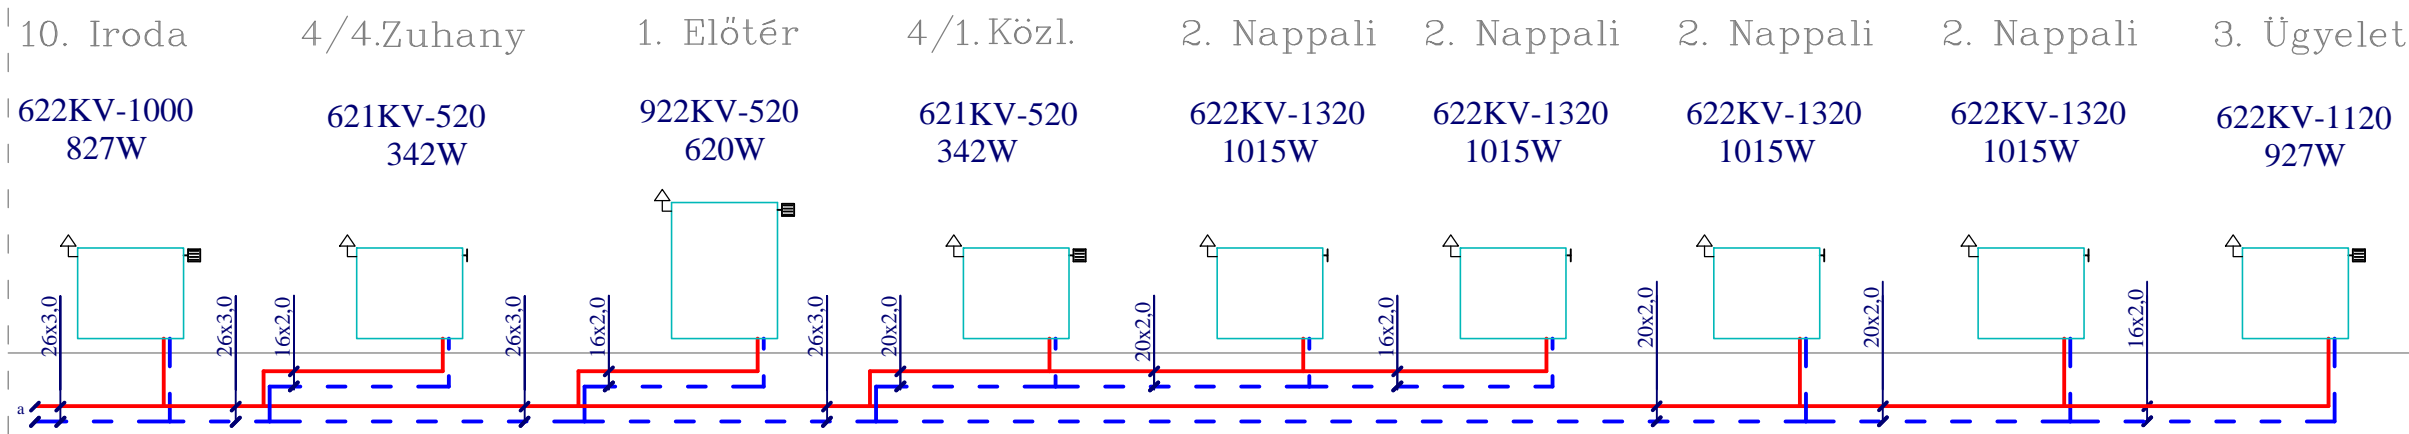 10. Iroda
4/4.Zuhany
1. Előtér
4/1. Közl.
2. Nappali
2. Nappali
2. Nappali
2. Nappali
3. Ügyelet
622KV-1000
827W
621KV-520
342W
922KV-520
620W
621KV-520
342W
622KV-1320
1015W
622KV-1320
1015W
622KV-1320
1015W
622KV-1320
1015W
622KV-1120
927W
26x3,0
26x3,0
16x2,0
26x3,0
16x2,0
26x3,0
20x2,0
20x2,0
16x2,0
20x2,0
20x2,0
16x2,0
a